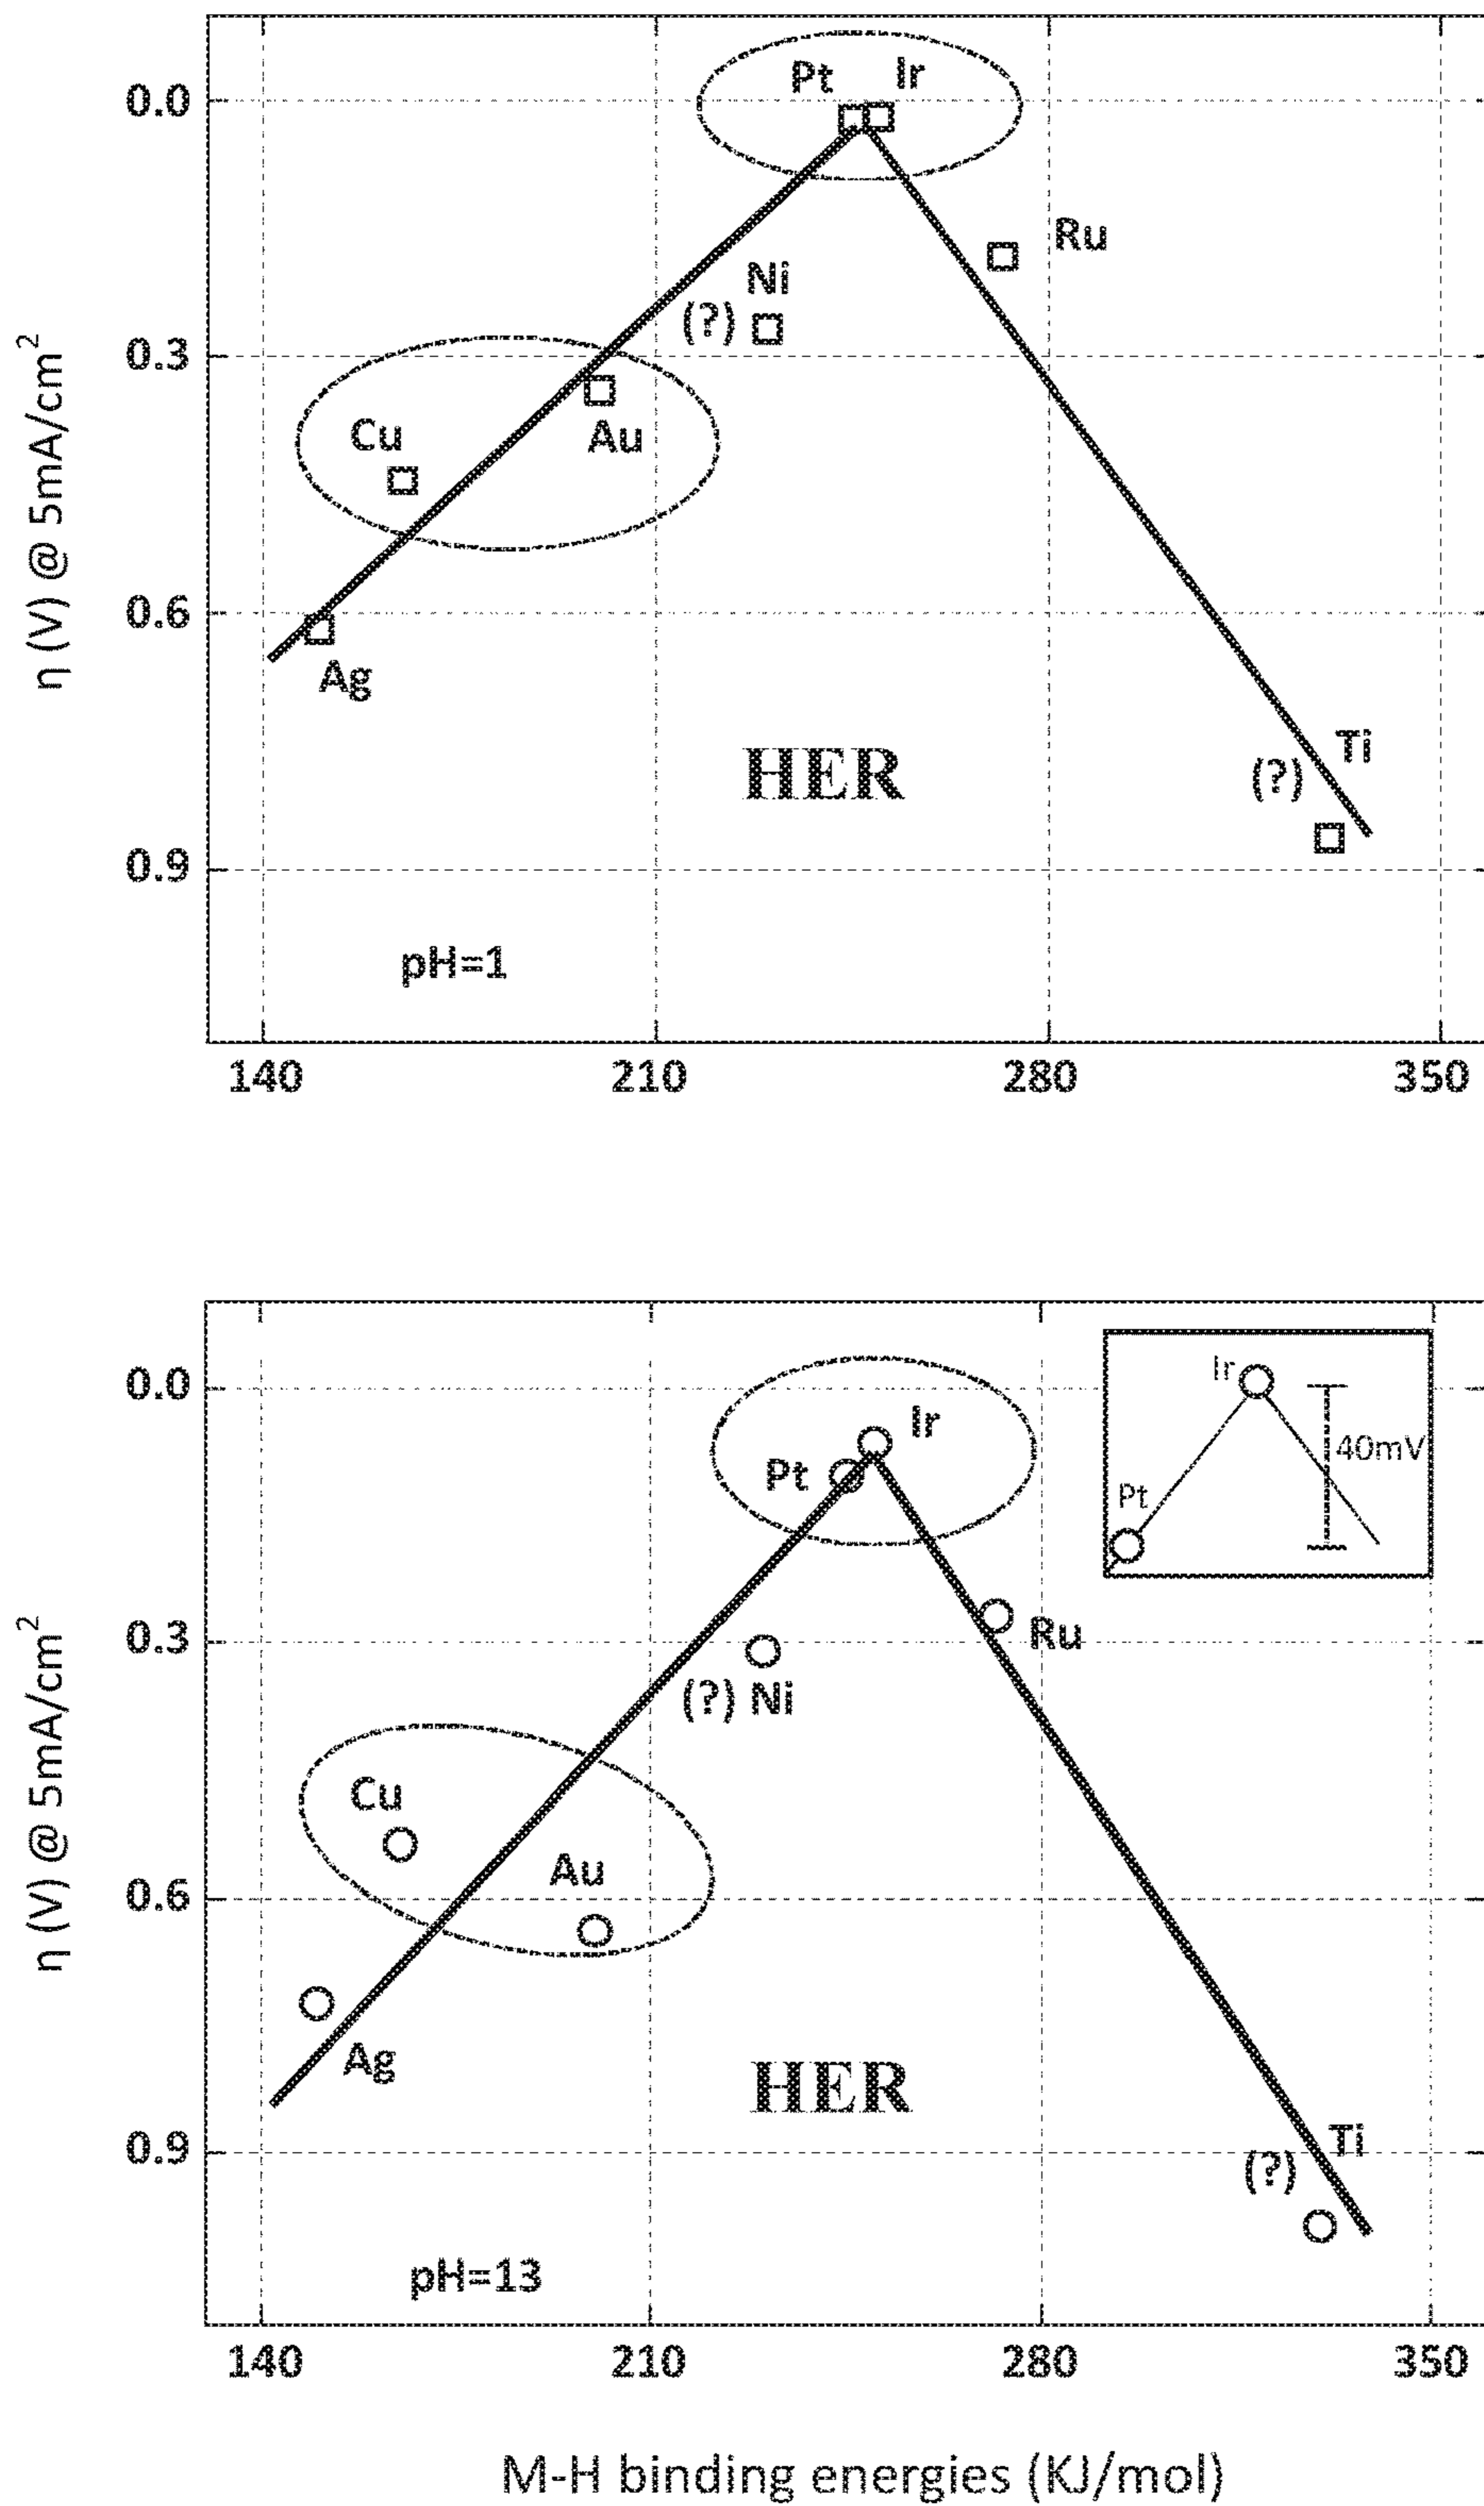 Pt Ir
0.0
Ru
Ni
(?)
0.3
Cu
Au
η (V) @ 5mA/cm²
0.6
Ag
Ti
(?)
HER
0.9
pH=1
140 210 280 350
0.0
Ir
Pt
Ir
40mV
Pt
0.3
Ru
(?) Ni
Cu
Au
η (V) @ 5mA/cm²
0.6
Ag
HER
0.9
Ti
(?)
pH=13
140 210 280 350
M-H binding energies (KJ/mol)